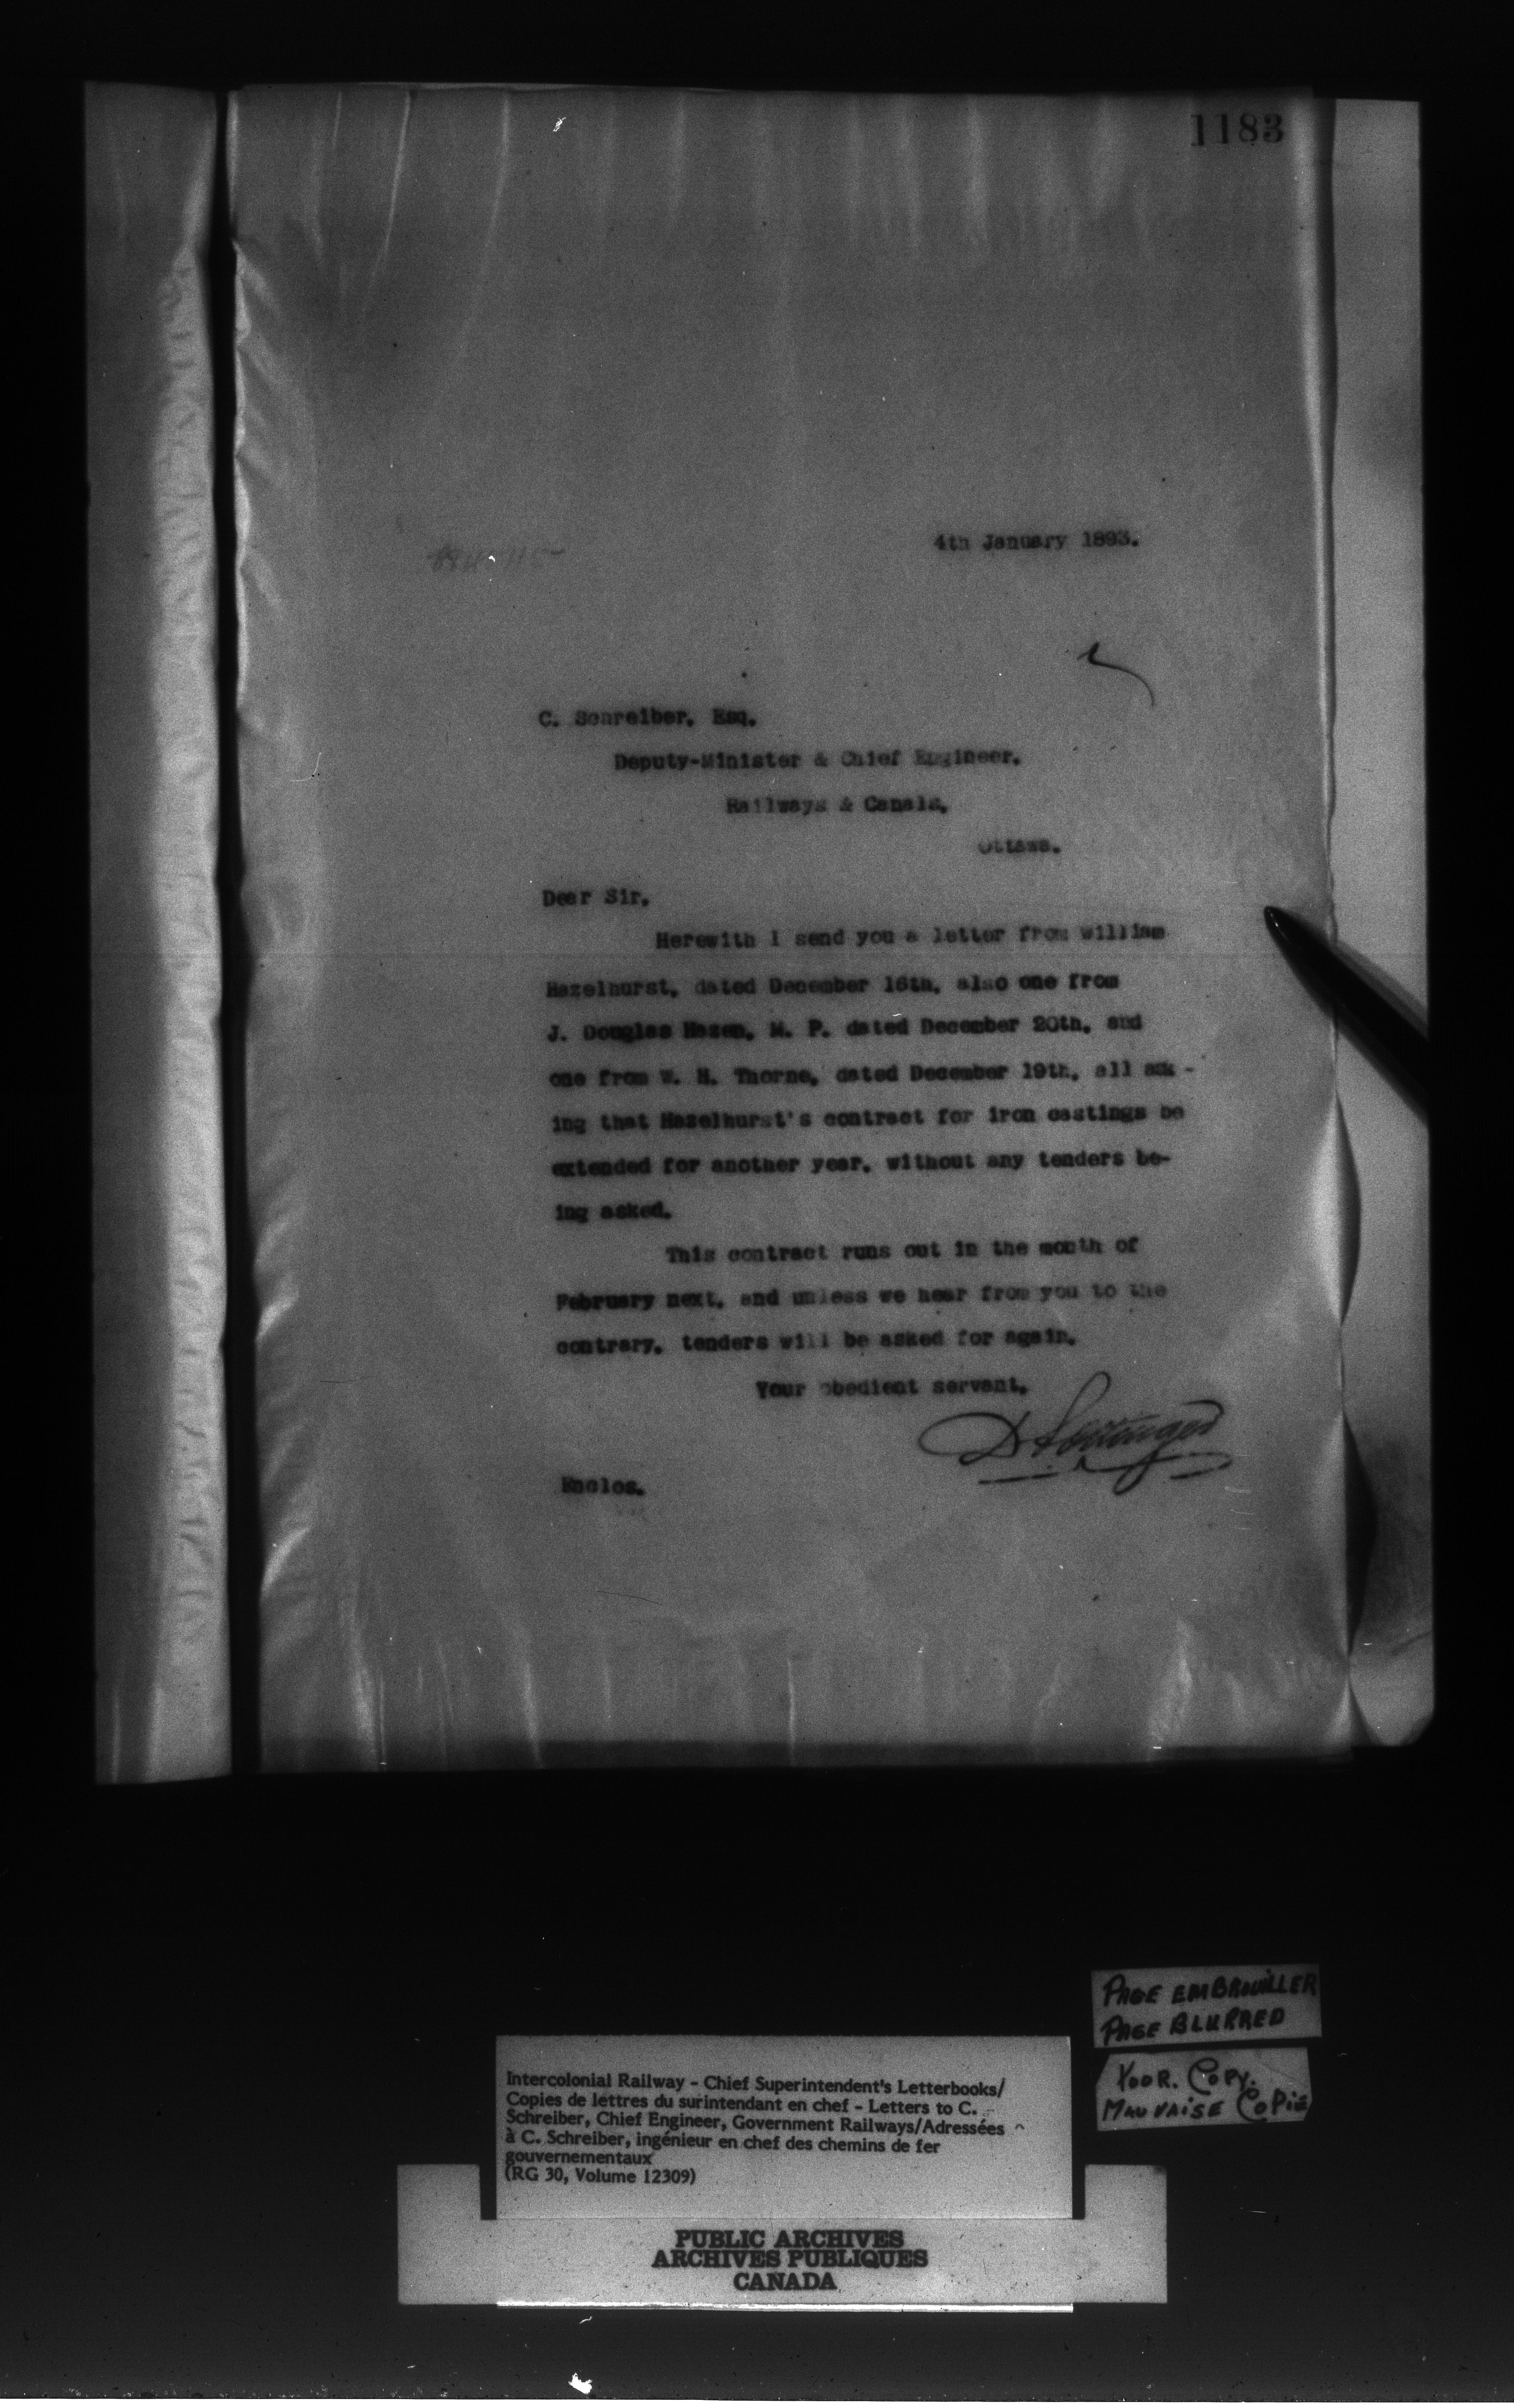 1183
4th January 1893.
C. Schreiber, Esq.
Deputy-Minister & Chief Engineer,
Railways & Canals,
Ottawa.
Dear Sir,
Herewith I send you a letter from William
Hazelhurst, dated December 16th, also one from
J. Douglas Hazen, M. P. dated December 20th, and
one from W. H. Thorne, dated December 19th, all ask-
ing that Hazelhurst's contract for iron castings be
extended for another year, without any tenders be-
ing asked.
This contract runs out in the month of
February next, and unless we hear from you to the
contrary, tenders will be asked for again.
Your obedient servant,
D Pottinger
Enclos.
PAGE EMBROUILLER
PAGE BLURRED
POOR. COPY.
MAUVAISE COPIE
Intercolonial Railway - Chief Superintendent's Letterbooks/
Copies de lettres du surintendant en chef - Letters to C.
Schreiber, Chief Engineer, Government Railways/Adressées
à C. Schreiber, ingénieur en chef des chemins de fer
gouvernementaux
(RG 30, Volume 12309)
PUBLIC ARCHIVES
ARCHIVES PUBLIQUES
CANADA